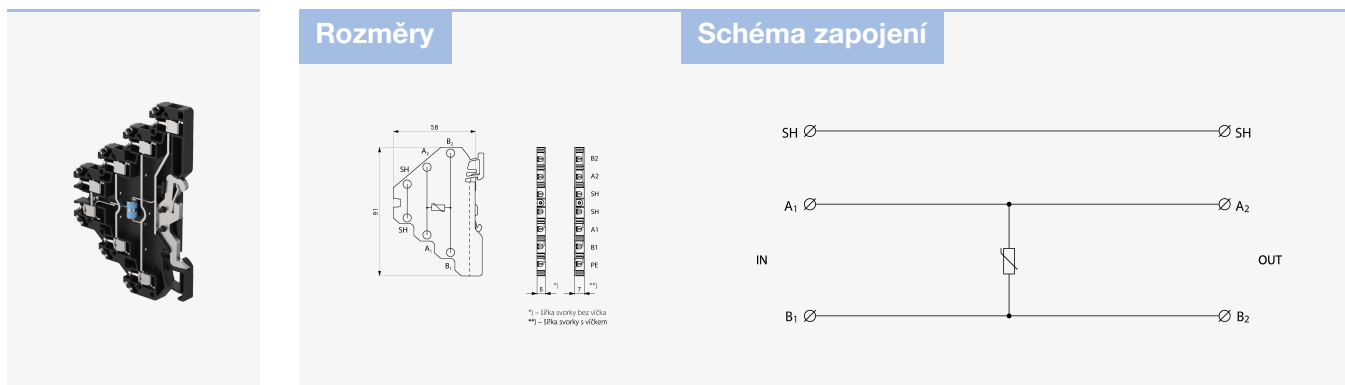 Rozměry
Schéma zapojení
58
91
B₂
A₂
SH
SH
A₁
B₁
B2
A2
SH
SH
A1
B1
PE
6 *)
7 **)
*) – šířka svorky bez víčka
**) – šířka svorky s víčkem
SH SH
A₁ A₂
IN OUT
B₁ B₂